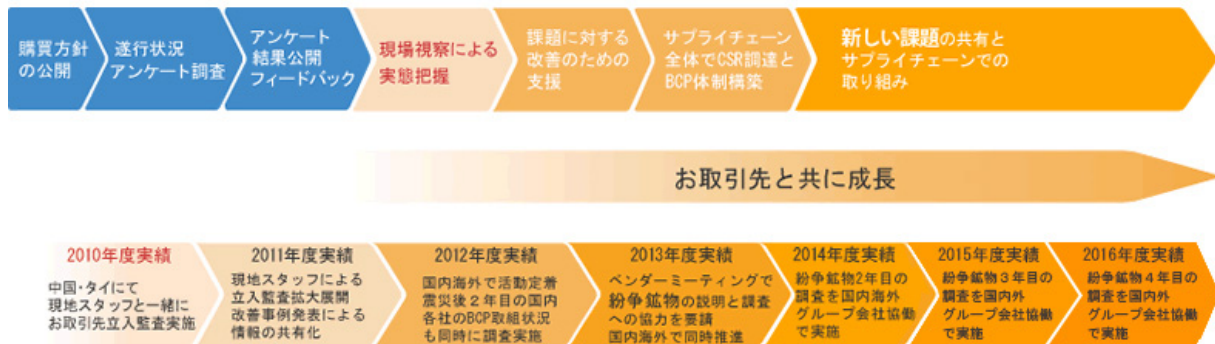 購買方針
の公開
遂行状況
アンケート調査
アンケート
結果公開
フィードバック
現場視察による
実態把握
課題に対する
改善のための
支援
サプライチェーン
全体でCSR調達と
BCP体制構築
新しい課題の共有と
サプライチェーンでの
取り組み
お取引先と共に成長
2010年度実績
中国・タイにて
現地スタッフと一緒に
お取引先立入監査実施
2011年度実績
現地スタッフによる
立入監査拡大展開
改善事例発表による
情報の共有化
2012年度実績
国内海外で活動定着
震災後2年目の国内
各社のBCP取組状況
も同時に調査実施
2013年度実績
ベンダーミーティングで
紛争鉱物の説明と調査
への協力を要請
国内海外で同時推進
2014年度実績
紛争鉱物2年目の
調査を国内海外
グループ会社協働
で実施
2015年度実績
紛争鉱物3年目の
調査を国内外
グループ会社協働
で実施
2016年度実績
紛争鉱物4年目の
調査を国内外
グループ会社協働
で実施